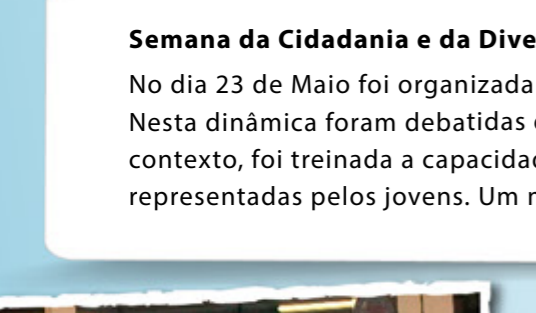 Semana da Cidadania e da Dive
No dia 23 de Maio foi organizada
Nesta dinâmica foram debatidas
contexto, foi treinada a capacidad
representadas pelos jovens. Um